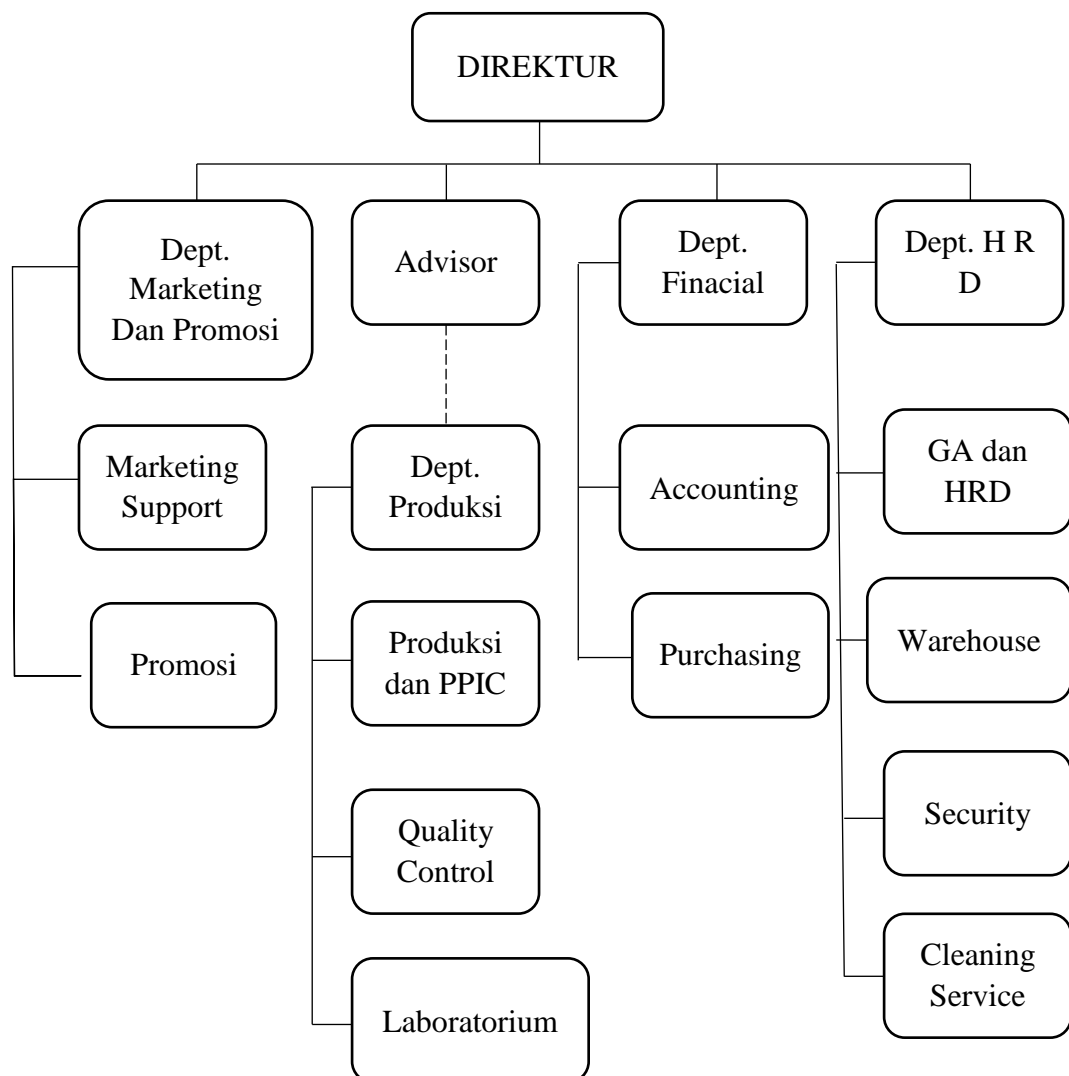 DIREKTUR
Dept.
Marketing
Dan Promosi
Advisor
Dept.
Finacial
Dept. H R
D
Marketing
Support
Dept.
Produksi
Accounting
GA dan
HRD
Promosi
Produksi
dan PPIC
Purchasing
Warehouse
Quality
Control
Security
Laboratorium
Cleaning
Service